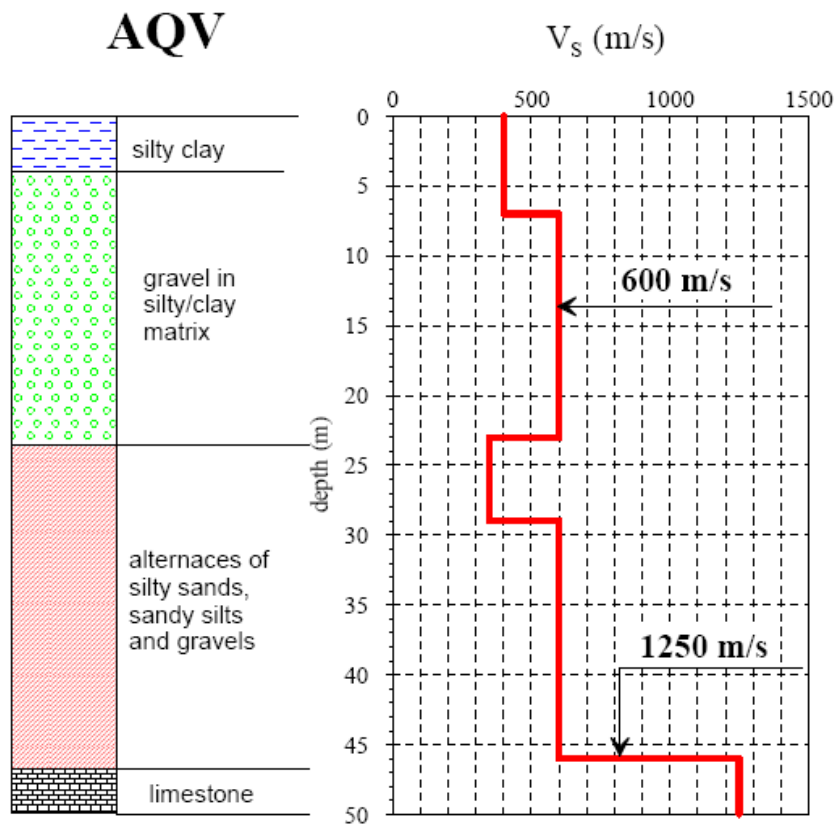 AQV
silty clay
gravel in
silty/clay
matrix
alternaces of
silty sands,
sandy silts
and gravels
limestone
V_S (m/s)
0 500 1000 1500
depth (m)
0
5
10
15
20
25
30
35
40
45
50
600 m/s
1250 m/s